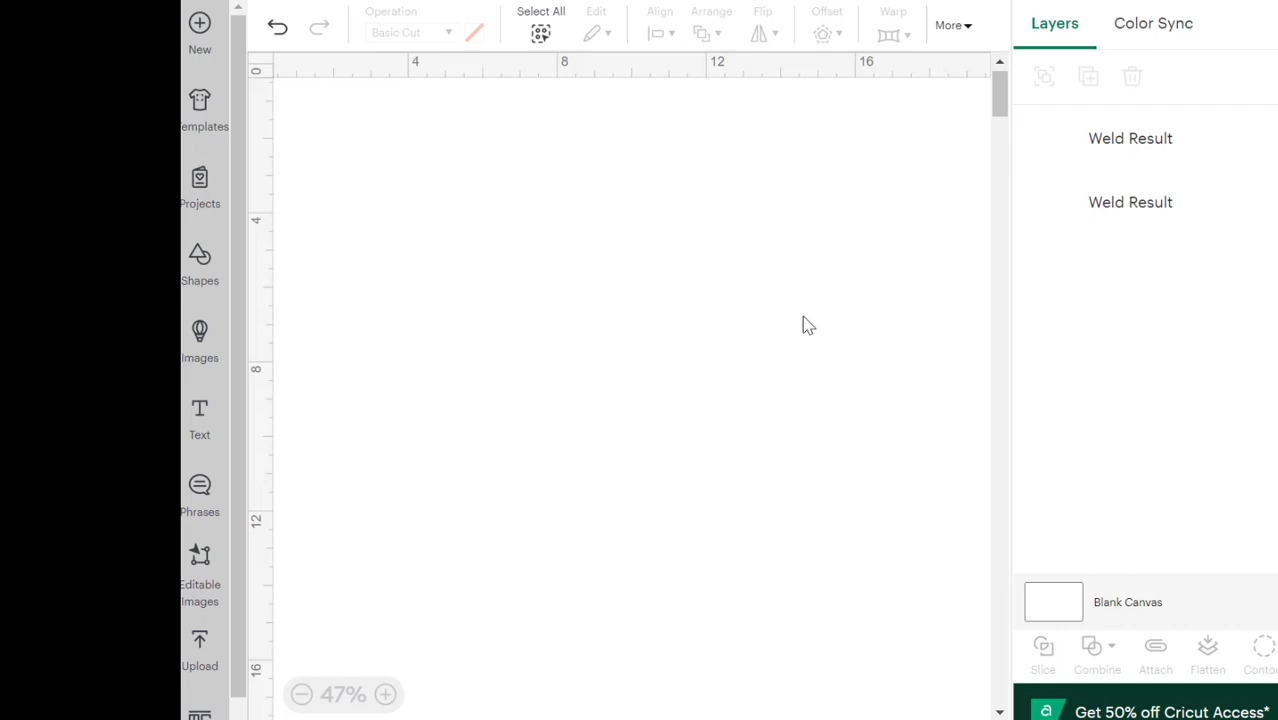 New
Templates
Projects
Shapes
Images
Text
Phrases
Editable
Images
Upload
Operation
Basic Cut
Select All
Edit
Align
Arrange
Flip
Offset
Warp
More
4 8 12 16
0
4
8
12
16
47%
Layers
Color Sync
Weld Result
Weld Result
Blank Canvas
Slice
Combine
Attach
Flatten
Conto
a Get 50% off Cricut Access*